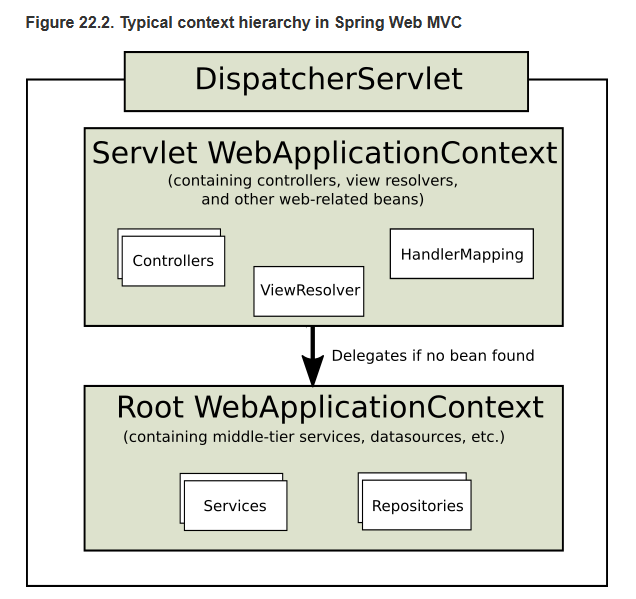 Figure 22.2. Typical context hierarchy in Spring Web MVC
DispatcherServlet
Servlet WebApplicationContext
(containing controllers, view resolvers,
and other web-related beans)
Controllers
HandlerMapping
ViewResolver
Delegates if no bean found
Root WebApplicationContext
(containing middle-tier services, datasources, etc.)
Services
Repositories